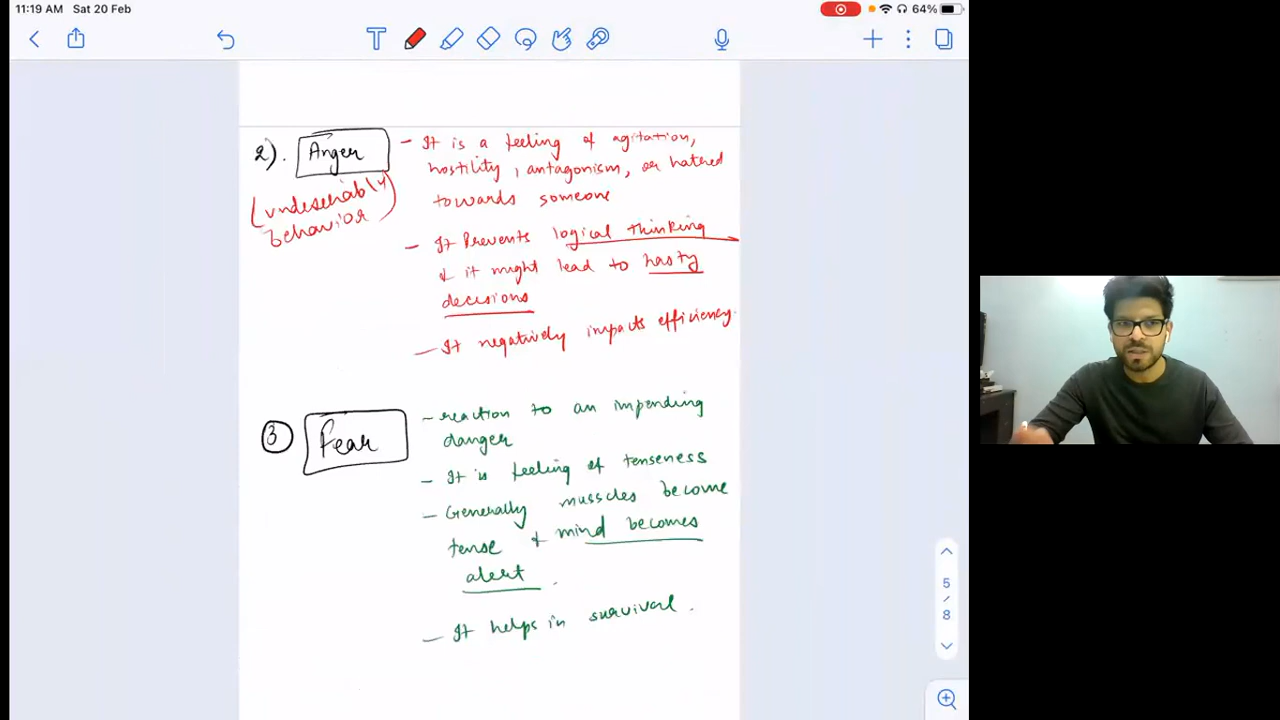 11:19 AM Sat 20 Feb
64%
2). Anger
(undeseriably
behavior)
- It is a feeling of agitation,
hostility, antagonism, or hatred
towards someone
- It Prevents logical thinking
& it might lead to hasty
decisions
- It negatively impacts efficiency.
3 Fear
- reaction to an impending
danger
- It is feeling of tenseness
- Generally muscles become
tense & mind becomes
alert.
- It helps in survival.
5
/
8